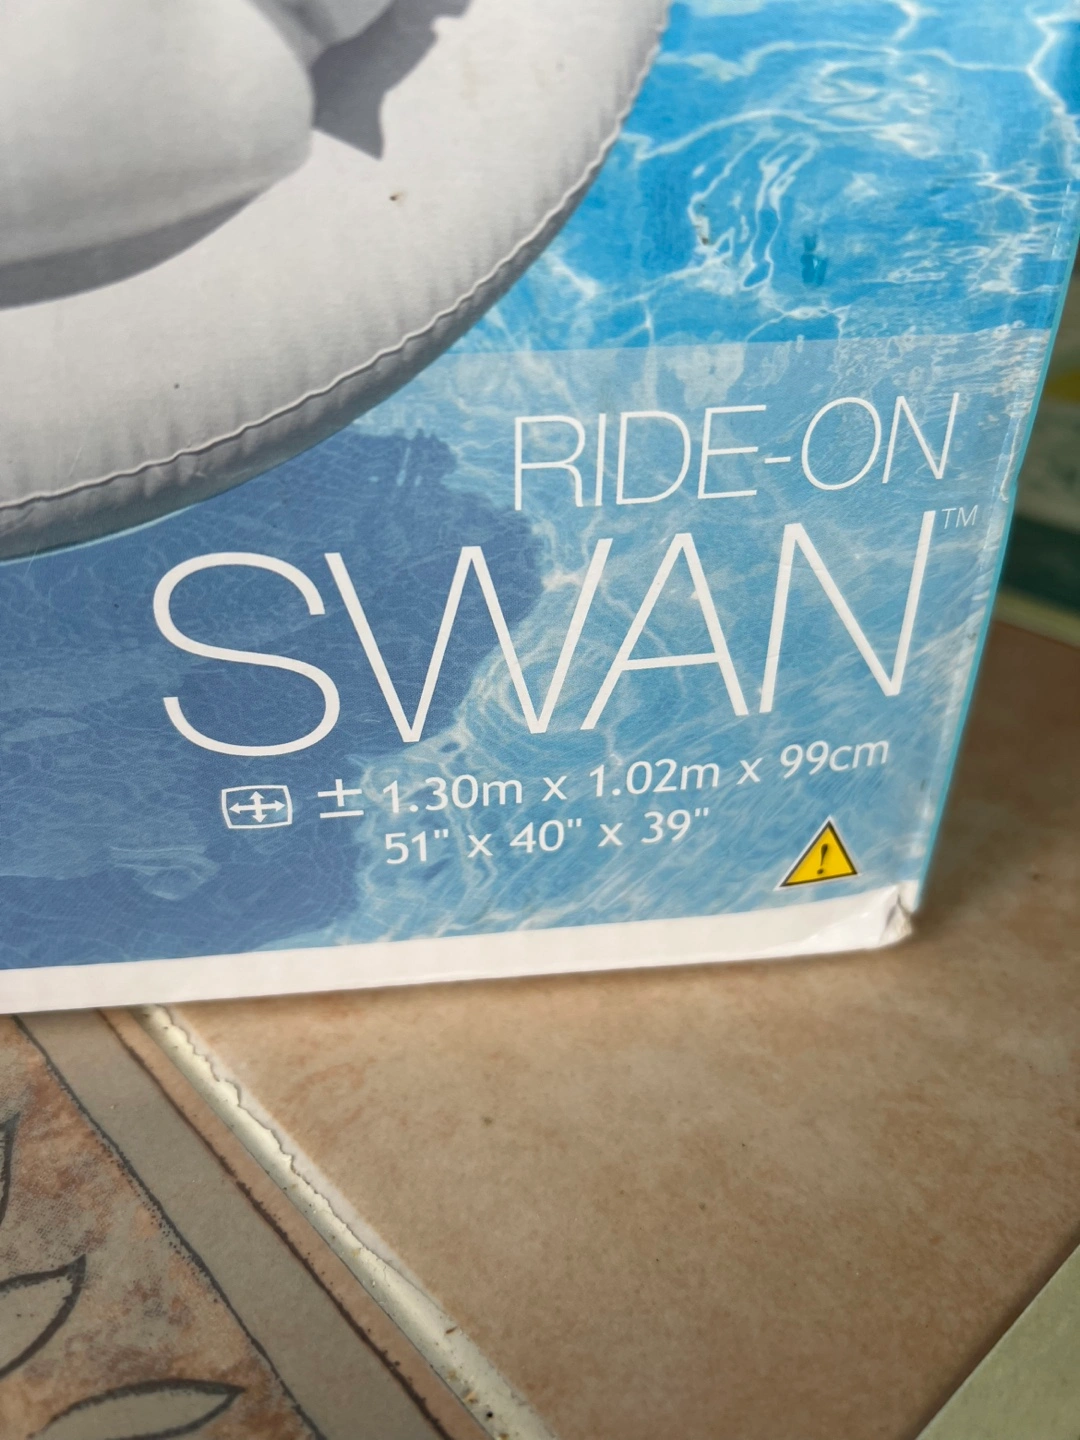 RIDE-ON
SWAN™
± 1.30m x 1.02m x 99cm
51" x 40" x 39"
!